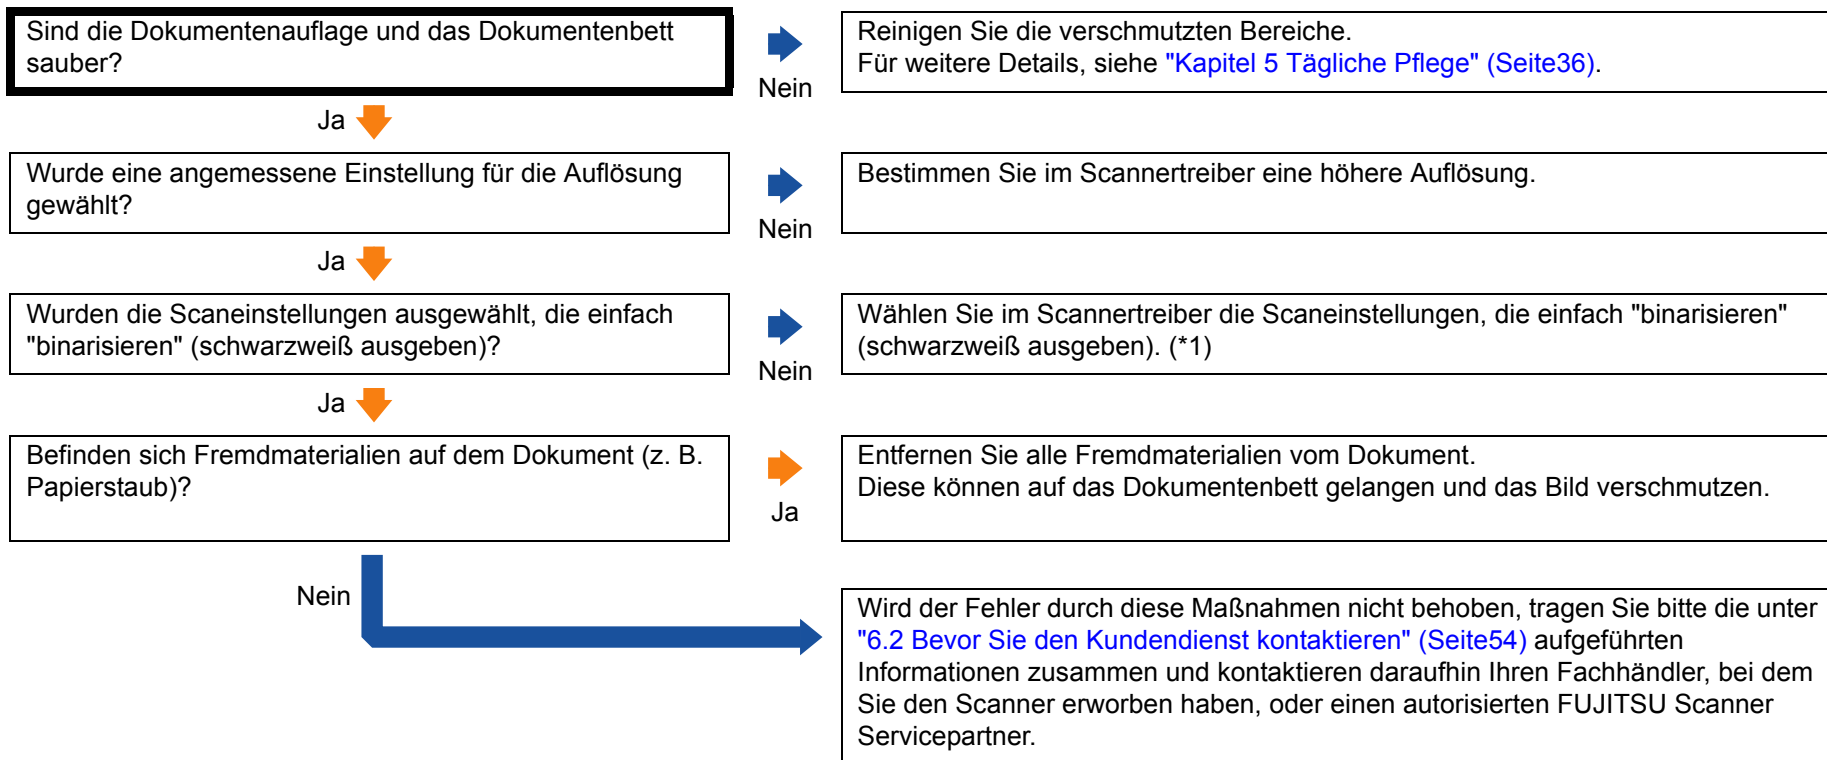 Sind die Dokumentenauflage und das Dokumentenbett
sauber?
Nein
Reinigen Sie die verschmutzten Bereiche.
Für weitere Details, siehe "Kapitel 5 Tägliche Pflege" (Seite36).
Ja
Wurde eine angemessene Einstellung für die Auflösung
gewählt?
Nein
Bestimmen Sie im Scannertreiber eine höhere Auflösung.
Ja
Wurden die Scaneinstellungen ausgewählt, die einfach
"binarisieren" (schwarzweiß ausgeben)?
Nein
Wählen Sie im Scannertreiber die Scaneinstellungen, die einfach "binarisieren"
(schwarzweiß ausgeben). (*1)
Ja
Befinden sich Fremdmaterialien auf dem Dokument (z. B.
Papierstaub)?
Ja
Entfernen Sie alle Fremdmaterialien vom Dokument.
Diese können auf das Dokumentenbett gelangen und das Bild verschmutzen.
Nein
Wird der Fehler durch diese Maßnahmen nicht behoben, tragen Sie bitte die unter
"6.2 Bevor Sie den Kundendienst kontaktieren" (Seite54) aufgeführten
Informationen zusammen und kontaktieren daraufhin Ihren Fachhändler, bei dem
Sie den Scanner erworben haben, oder einen autorisierten FUJITSU Scanner
Servicepartner.